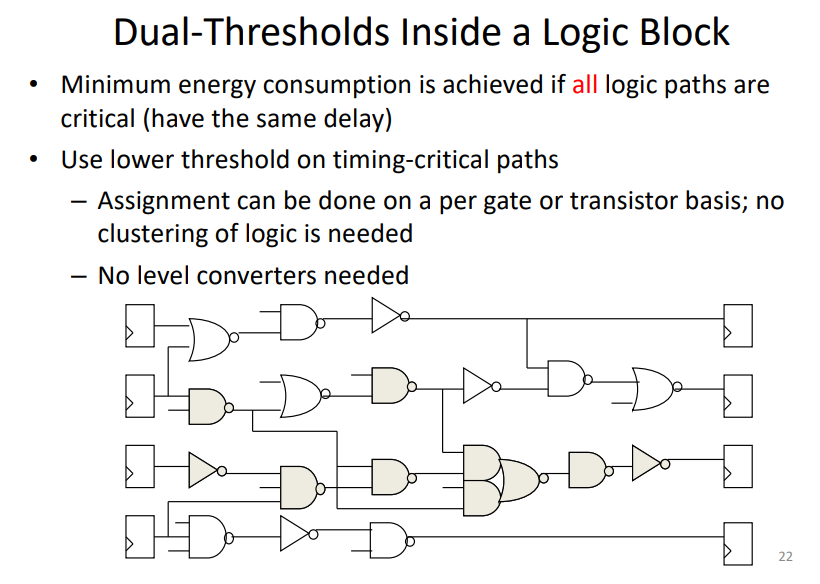 Dual-Thresholds Inside a Logic Block
• Minimum energy consumption is achieved if all logic paths are
critical (have the same delay)
• Use lower threshold on timing-critical paths
– Assignment can be done on a per gate or transistor basis; no
clustering of logic is needed
– No level converters needed
22